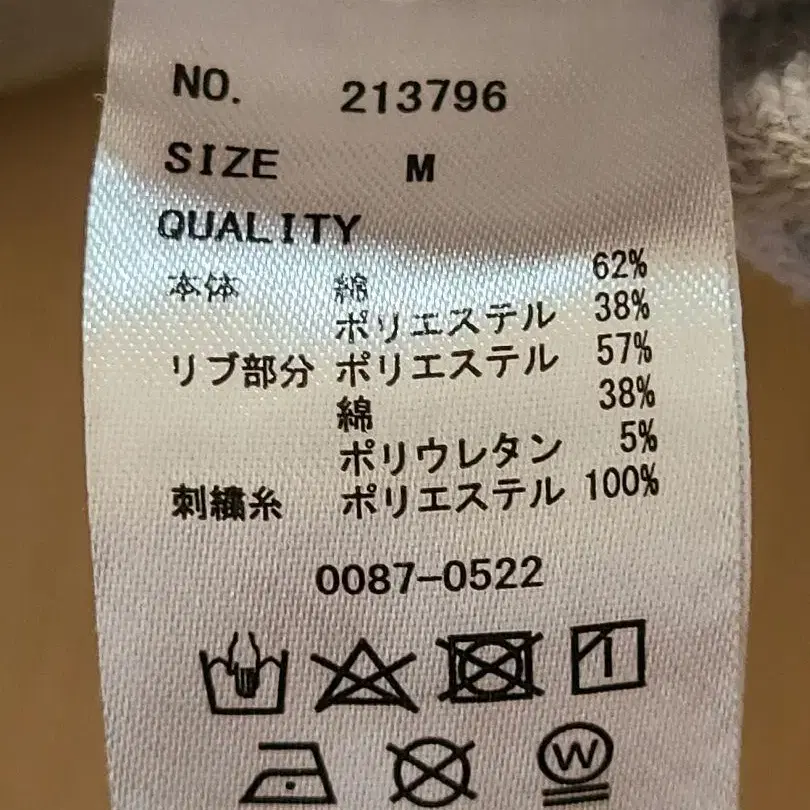 NO. 213796
SIZE M
QUALITY
本体 綿 62%
ポリエステル 38%
リブ部分 ポリエステル 57%
綿 38%
ポリウレタン 5%
刺繍糸 ポリエステル 100%
0087-0522
W